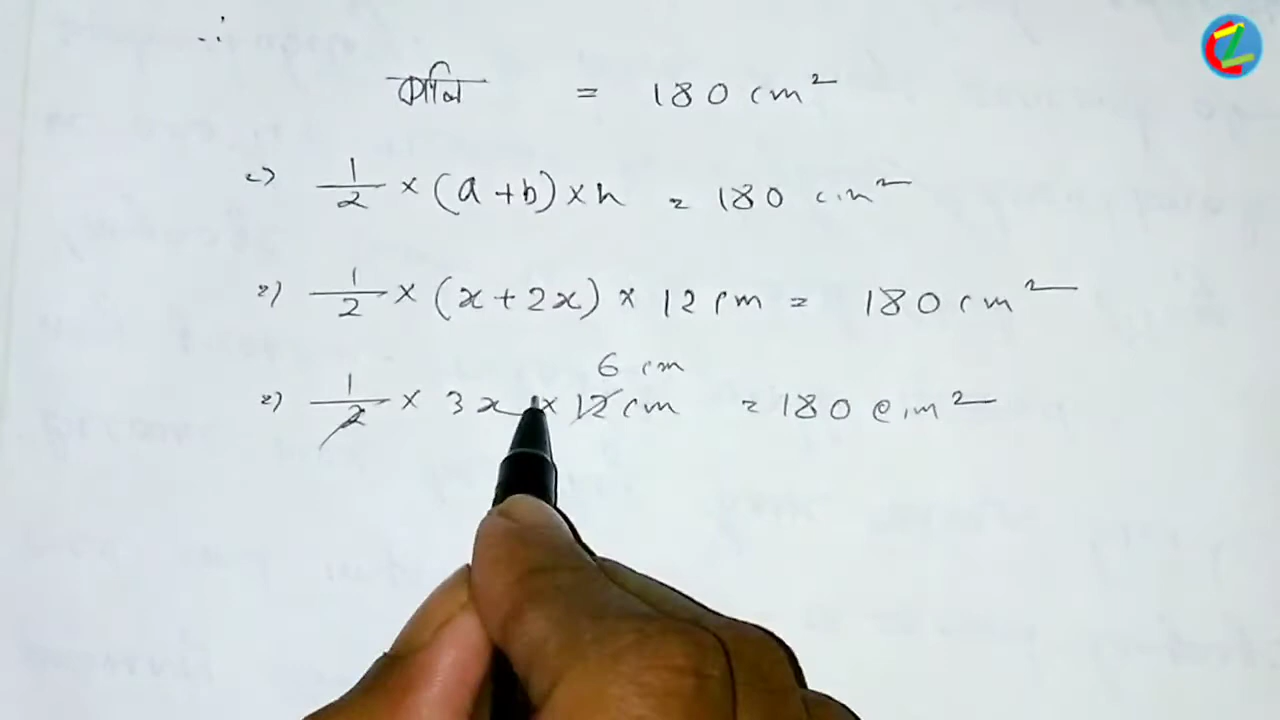 ∴
কালি = 180 cm²
⇒ 1/2 × (a + b) × h = 180 cm²
⇒ 1/2 × (x + 2x) × 12 cm = 180 cm²
6 cm
⇒ 1/2 × 3x × 12 cm = 180 cm²